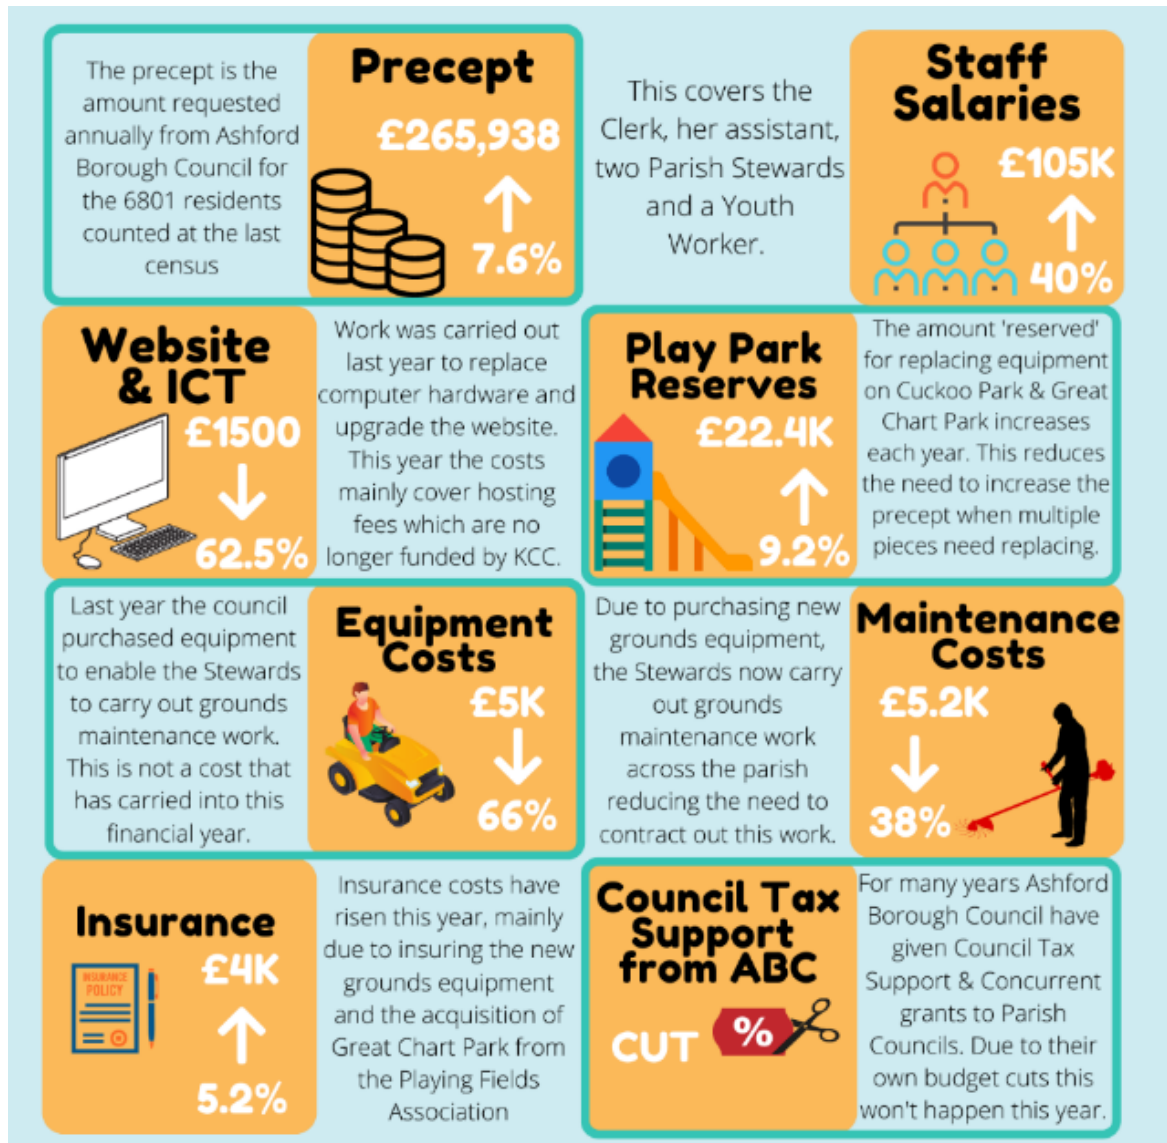 The precept is the
amount requested
annually from Ashford
Borough Council for
the 6801 residents
counted at the last
census
Precept
£265,938
7.6%
This covers the
Clerk, her assistant,
two Parish Stewards
and a Youth
Worker.
Staff
Salaries
£105K
40%
Website
& ICT
£1500
62.5%
Work was carried out
last year to replace
computer hardware and
upgrade the website.
This year the costs
mainly cover hosting
fees which are no
longer funded by KCC.
Play Park
Reserves
£22.4K
9.2%
The amount 'reserved'
for replacing equipment
on Cuckoo Park & Great
Chart Park increases
each year. This reduces
the need to increase the
precept when multiple
pieces need replacing.
Last year the council
purchased equipment
to enable the Stewards
to carry out grounds
maintenance work.
This is not a cost that
has carried into this
financial year.
Equipment
Costs
£5K
66%
Due to purchasing new
grounds equipment,
the Stewards now carry
out grounds
maintenance work
across the parish
reducing the need to
contract out this work.
Maintenance
Costs
£5.2K
38%
Insurance
INSURANCE
POLICY
£4K
5.2%
Insurance costs have
risen this year, mainly
due to insuring the new
grounds equipment
and the acquisition of
Great Chart Park from
the Playing Fields
Association
Council Tax
Support
from ABC
CUT %
For many years Ashford
Borough Council have
given Council Tax
Support & Concurrent
grants to Parish
Councils. Due to their
own budget cuts this
won't happen this year.